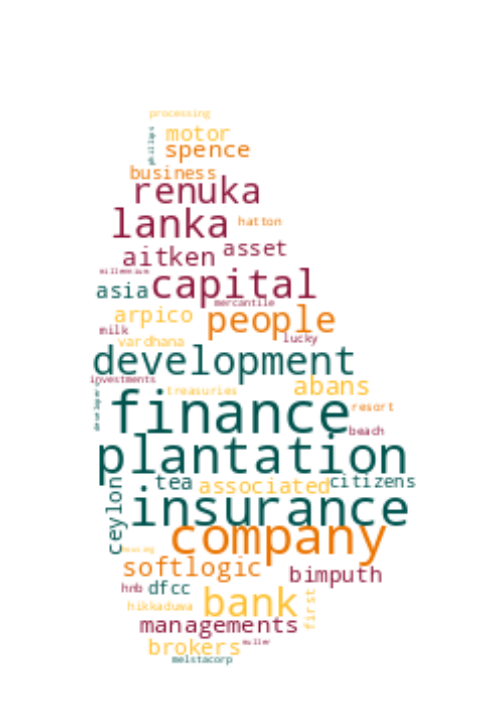 processing
phillips
motor
spence
business
renuka
lanka
hatton
aitken
asset
millennium
asia
capital
mercantile
arpico
people
milk
lucky
vardhana
development
investments
treasuries
abans
finance
resort
beach
plantation
tea
associated
citizens
ceylon
insurance
company
housing
softlogic
bimputh
hnb
dfcc
bank
hikkaduwa
first
managements
brokers
muller
melstacorp